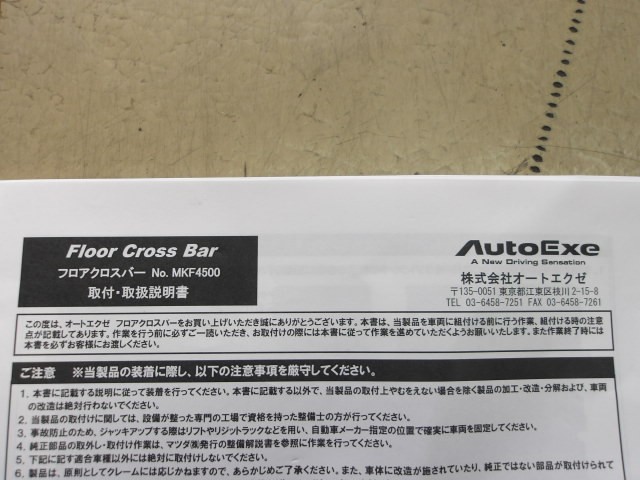 Floor Cross Bar
フロアクロスバー No. MKF4500
取付・取扱説明書
AutoExe
A New Driving Sensation
株式会社オートエクゼ
〒135-0051 東京都江東区枝川 2-15-8
TEL 03-6458-7251 FAX 03-6458-7261
この度は、オートエクゼ フロアクロスバーをお買い上げいただき誠にありがとうございます。本書は、当製品を車両に組付ける前に行う作業、組付ける時の注意
点が記載してあります。作業を行う前に必ずご一読いただき、お取付けの際には本書に従って作業を進めていただくようお願いいたします。また作業終了時には
本書を必ずお客様にお渡しください。
ご注意 ※当製品の装着に際し、以下の注意事項を厳守してください。
1. 本書に記載する説明に従って装着を行ってください。本書に記載する以外で、当製品の取付上やむをえない場合を除く製品の加工・改造・分解および、車両
の改造は絶対行わないでください。
2. 当製品の取付けに関しては、設備が整った専門の工場で資格を持った整備士の方が行ってください。
3. 事故防止のため、ジャッキアップする際はリフトやリジットラックなどを用い、自動車メーカー指定の位置で確実に車両を固定してください。
4. 純正部品の取外し・取付け作業は、マツダ㈱発行の整備解説書を参照に作業を行ってください。
5. 下記に記す適合車種以外には絶対に取付けしないでください。
6. 製品は、原則としてクレームには応じかねますので、あらかじめご了承ください。また、車体に改造が施されていたり、純正ではない部品が取付けられて